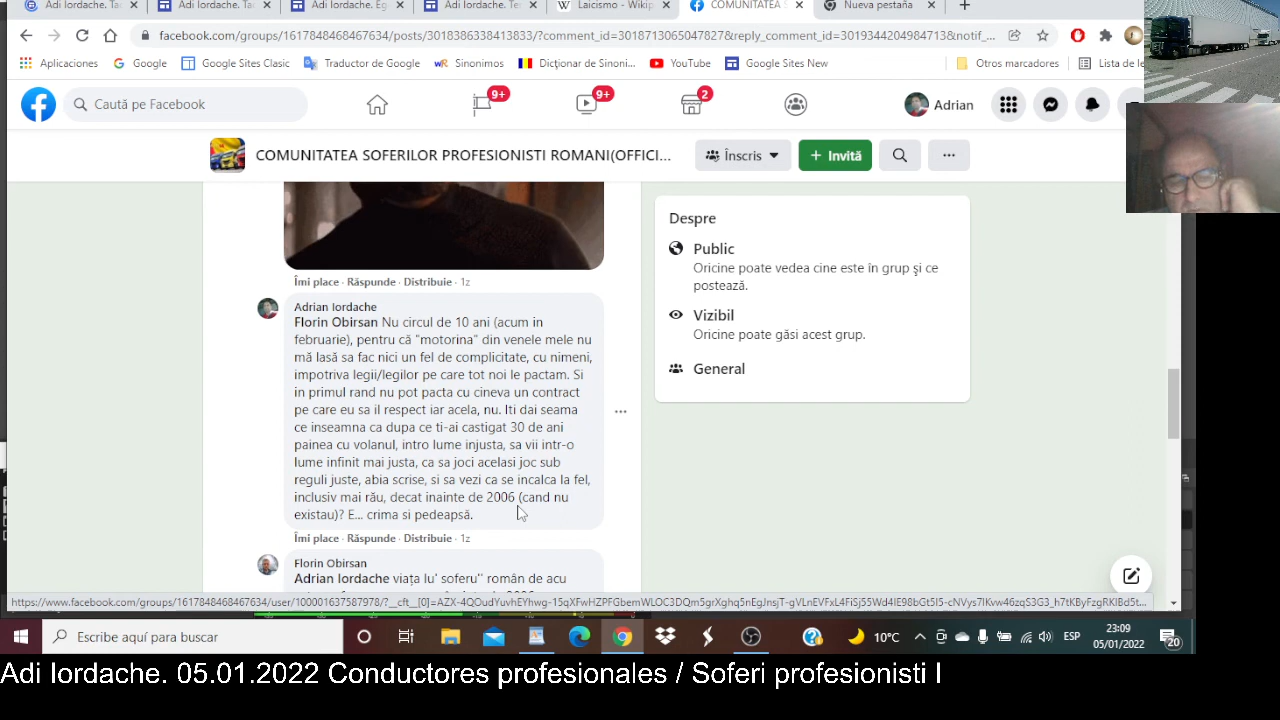 Adi Iordache. Ta
Adi Iordache. Ta
Adi Iordache. Eg
Adi Iordache. Te
Laicismo - Wikip
COMUNITATEA S
Nueva pestaña
facebook.com/groups/1617848468467634/posts/
Aplicaciones
Google
Google Sites Clasic
Traductor de Google
Sinonimos
Dicţionar de Sinoni...
YouTube
Google Sites New
Otros marcadores
Lista de le
Caută pe Facebook
9+
9+
2
Adrian
COMUNITATEA SOFERILOR PROFESIONISTI ROMANI(OFFICI...
Înscris
+ Invită
Despre
Public
Oricine poate vedea cine este în grup şi ce
postează.
Vizibil
Oricine poate găsi acest grup.
General
Îmi place · Răspunde · Distribuie · 1z
Adrian Iordache
Florin Obirsan Nu circul de 10 ani (acum in
februarie), pentru că "motorina" din venele mele nu
mă lasă sa fac nici un fel de complicitate, cu nimeni,
impotriva legii/legilor pe care tot noi le pactam. Si
in primul rand nu pot pacta cu cineva un contract
pe care eu sa il respect iar acela, nu. Iti dai seama
ce inseamna ca dupa ce ti-ai castigat 30 de ani
painea cu volanul, intro lume injusta, sa vii intr-o
lume infinit mai justa, ca sa joci acelasi joc sub
reguli juste, abia scrise, si sa vezi ca se incalca la fel,
inclusiv mai rău, decat inainte de 2006 (cand nu
existau)? E... crima si pedeapsă.
Îmi place · Răspunde · Distribuie · 1z
Florin Obirsan
Adrian Iordache viața lu' soferu'' român de acu
Escribe aquí para buscar
10°C
ESP
23:09
05/01/2022
20
Adi Iordache. 05.01.2022 Conductores profesionales / Soferi profesionisti I